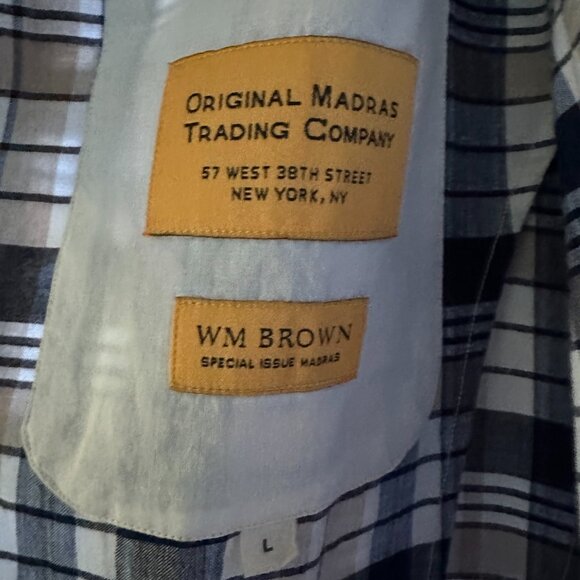 ORIGINAL MADRAS
TRADING COMPANY
57 WEST 38TH STREET
NEW YORK, NY
WM BROWN
SPECIAL ISSUE MADRAS
L